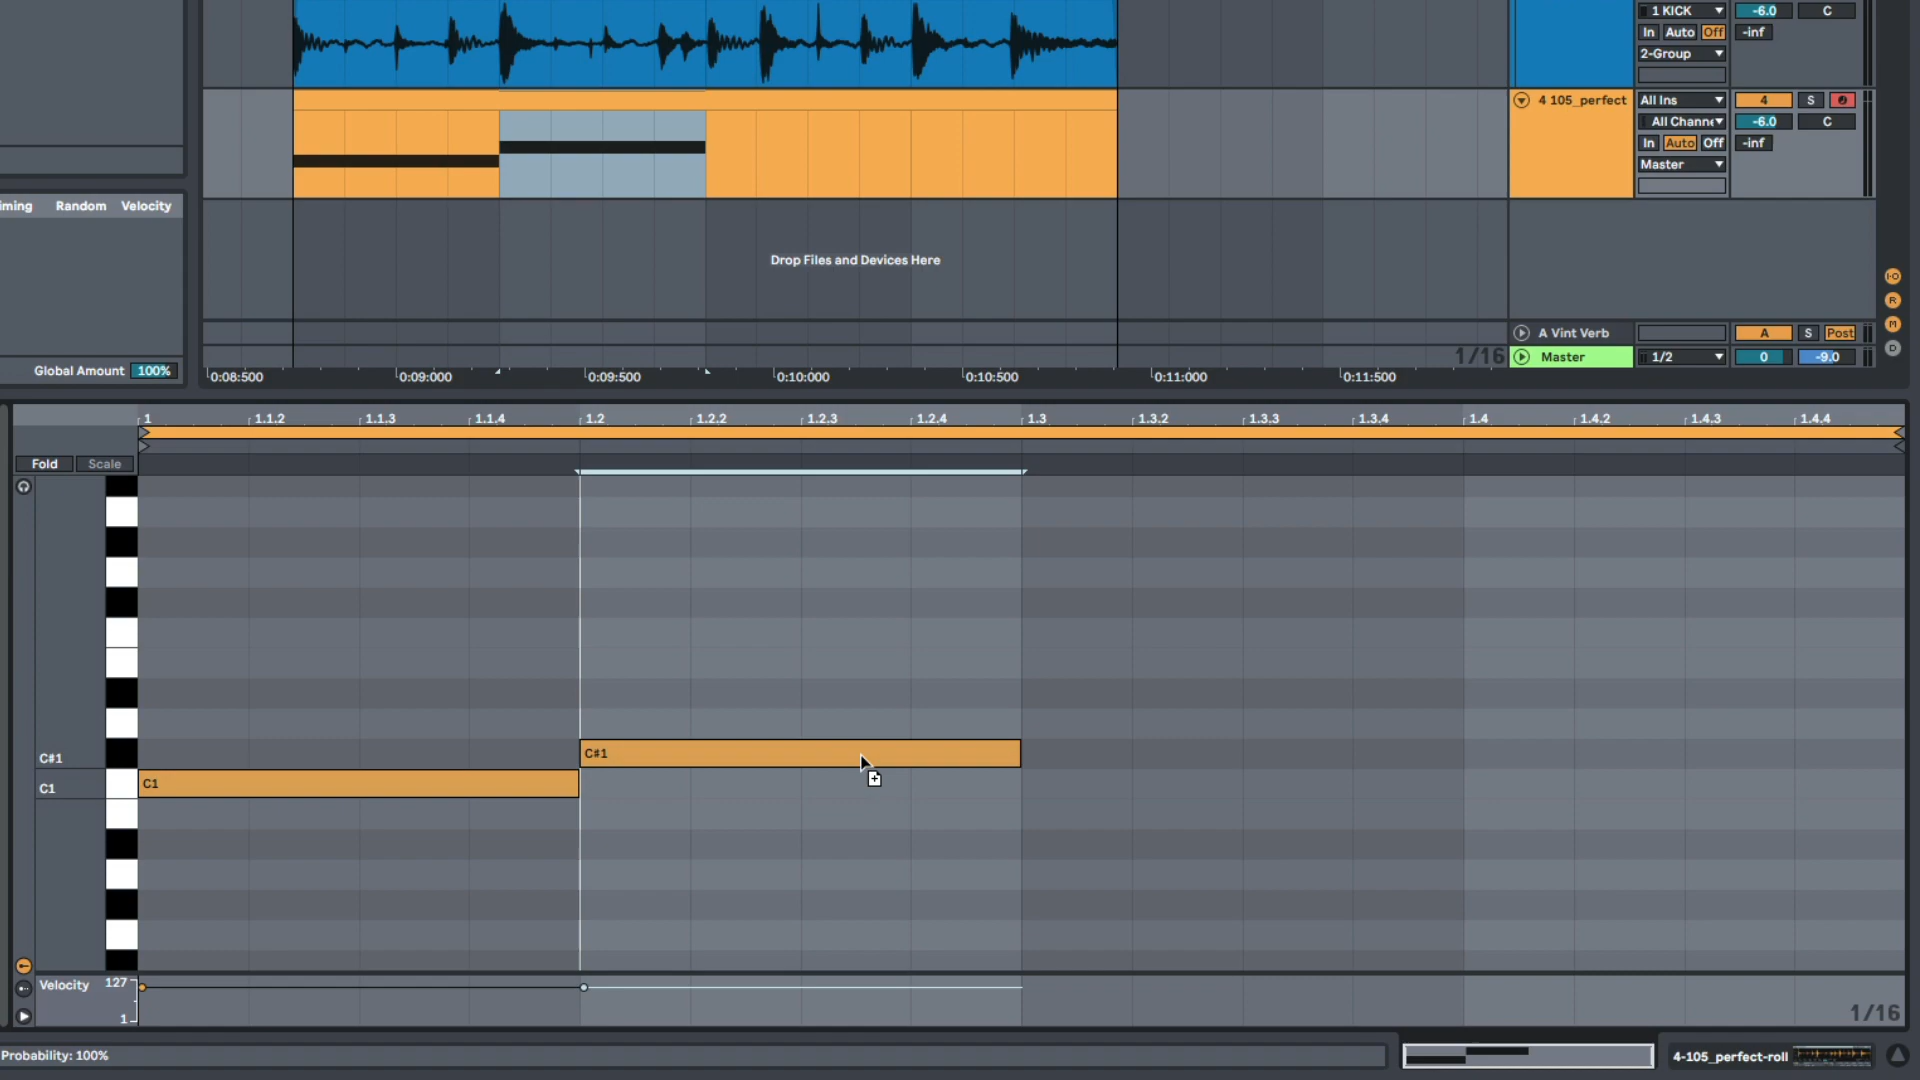 1 KICK -6.0 C
In Auto Off -inf
2-Group
4 105_perfect All Ins 4 S
All Channe -6.0 C
In Auto Off -inf
Master
iming Random Velocity
Drop Files and Devices Here
I-O
R
M
D
A Vint Verb A S Post
1/16 Master 1/2 0 -9.0
Global Amount 100%
0:08:500 0:09:000 0:09:500 0:10:000 0:10:500 0:11:000 0:11:500
1 1.1.2 1.1.3 1.1.4 1.2 1.2.2 1.2.3 1.2.4 1.3 1.3.2 1.3.3 1.3.4 1.4 1.4.2 1.4.3 1.4.4
Fold Scale
C#1 C#1
C1 C1
Velocity 127
1
1/16
Probability: 100%
4-105_perfect-roll